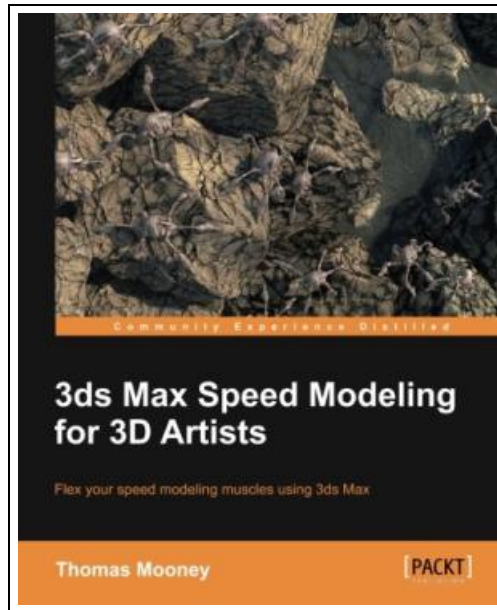 Community Experience Distilled
3ds Max Speed Modeling
for 3D Artists
Flex your speed modeling muscles using 3ds Max
Thomas Mooney
[PACKT]
PUBLISHING